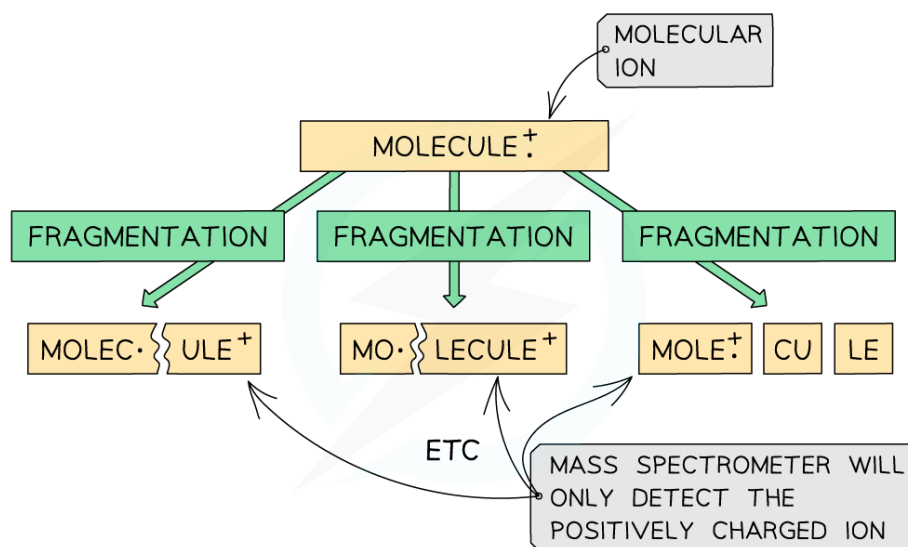 MOLECULAR
ION
MOLECULE⁺·
FRAGMENTATION
FRAGMENTATION
FRAGMENTATION
MOLEC· ULE⁺
MO· LECULE⁺
MOLE⁺· CU LE
ETC
MASS SPECTROMETER WILL
ONLY DETECT THE
POSITIVELY CHARGED ION